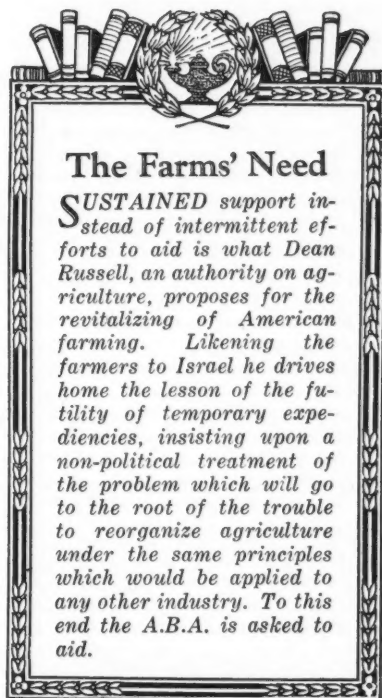 The Farms' Need
SUSTAINED support in-
stead of intermittent ef-
forts to aid is what Dean
Russell, an authority on ag-
riculture, proposes for the
revitalizing of American
farming. Likening the
farmers to Israel he drives
home the lesson of the fu-
tility of temporary expe-
diencies, insisting upon a
non-political treatment of
the problem which will go
to the root of the trouble
to reorganize agriculture
under the same principles
which would be applied to
any other industry. To this
end the A.B.A. is asked to
aid.